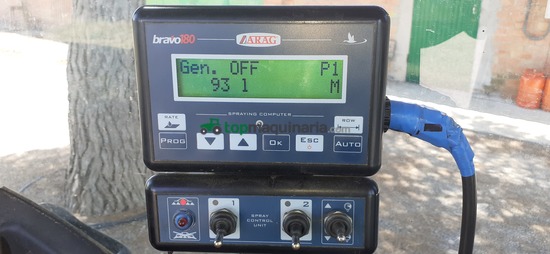 bravo180
ARAG
Gen. OFF P1
93 l M
SPRAYING COMPUTER
RATE
ROW
topmaquinaria.com
PROG
Ok
Esc
AUTO
1
2
SPRAY
CONTROL
UNIT